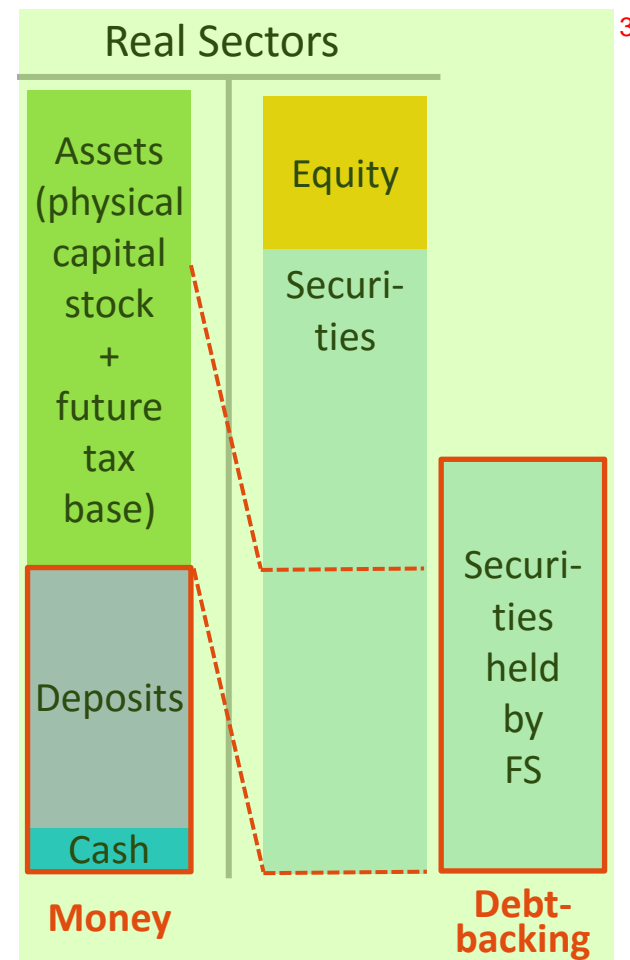 Real Sectors
3
Assets
(physical
capital
stock
+
future
tax
base)
Deposits
Cash
Money
Equity
Securi-
ties
Securi-
ties
held
by
FS
Debt-
backing